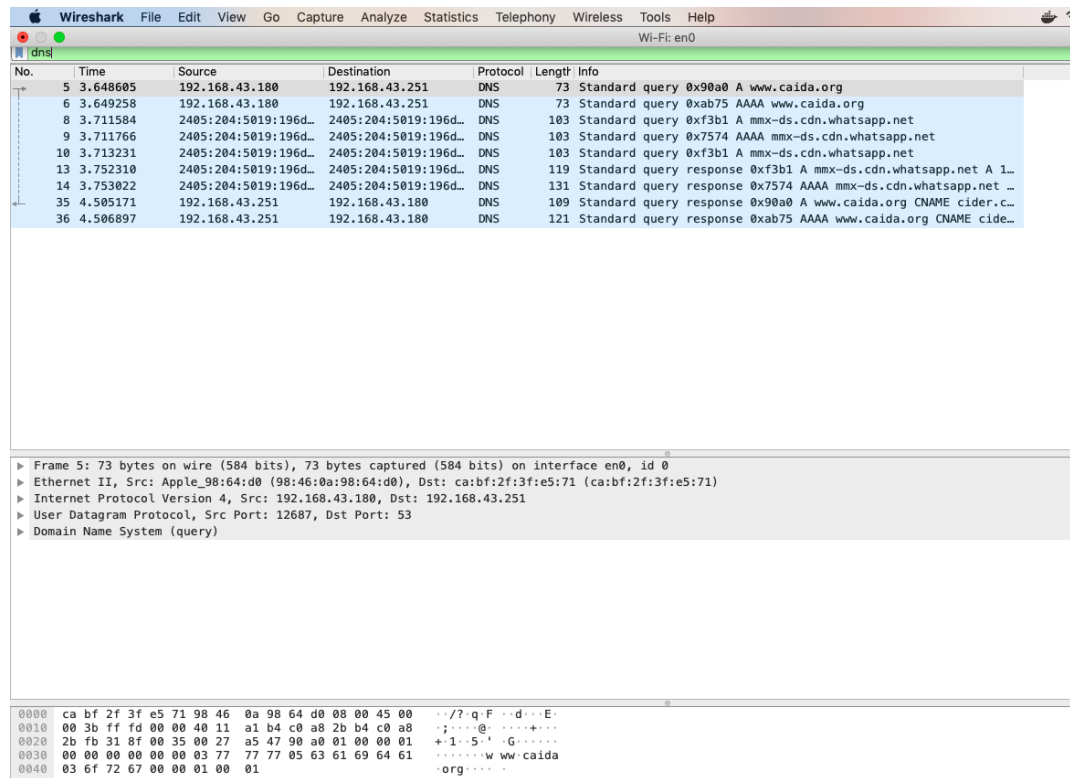 Wireshark File Edit View Go Capture Analyze Statistics Telephony Wireless Tools Help
Wi-Fi: en0
dns
No. Time Source Destination Protocol Length Info
5 3.648605 192.168.43.180 192.168.43.251 DNS 73 Standard query 0x90a0 A www.caida.org
6 3.649258 192.168.43.180 192.168.43.251 DNS 73 Standard query 0xab75 AAAA www.caida.org
8 3.711584 2405:204:5019:196d… 2405:204:5019:196d… DNS 103 Standard query 0xf3b1 A mmx-ds.cdn.whatsapp.net
9 3.711766 2405:204:5019:196d… 2405:204:5019:196d… DNS 103 Standard query 0x7574 AAAA mmx-ds.cdn.whatsapp.net
10 3.713231 2405:204:5019:196d… 2405:204:5019:196d… DNS 103 Standard query 0xf3b1 A mmx-ds.cdn.whatsapp.net
13 3.752310 2405:204:5019:196d… 2405:204:5019:196d… DNS 119 Standard query response 0xf3b1 A mmx-ds.cdn.whatsapp.net A 1…
14 3.753022 2405:204:5019:196d… 2405:204:5019:196d… DNS 131 Standard query response 0x7574 AAAA mmx-ds.cdn.whatsapp.net …
35 4.505171 192.168.43.251 192.168.43.180 DNS 109 Standard query response 0x90a0 A www.caida.org CNAME cider.c…
36 4.506897 192.168.43.251 192.168.43.180 DNS 121 Standard query response 0xab75 AAAA www.caida.org CNAME cide…
Frame 5: 73 bytes on wire (584 bits), 73 bytes captured (584 bits) on interface en0, id 0
Ethernet II, Src: Apple_98:64:d0 (98:46:0a:98:64:d0), Dst: ca:bf:2f:3f:e5:71 (ca:bf:2f:3f:e5:71)
Internet Protocol Version 4, Src: 192.168.43.180, Dst: 192.168.43.251
User Datagram Protocol, Src Port: 12687, Dst Port: 53
Domain Name System (query)
0000 ca bf 2f 3f e5 71 98 46 0a 98 64 d0 08 00 45 00 ··/?·q·F ··d···E·
0010 00 3b ff fd 00 00 40 11 a1 b4 c0 a8 2b b4 c0 a8 ·;····@· ····+···
0020 2b fb 31 8f 00 35 00 27 a5 47 90 a0 01 00 00 01 +·1··5·' ·G······
0030 00 00 00 00 00 00 03 77 77 77 05 63 61 69 64 61 ·······w ww·caida
0040 03 6f 72 67 00 00 01 00 01 ·org···· ·